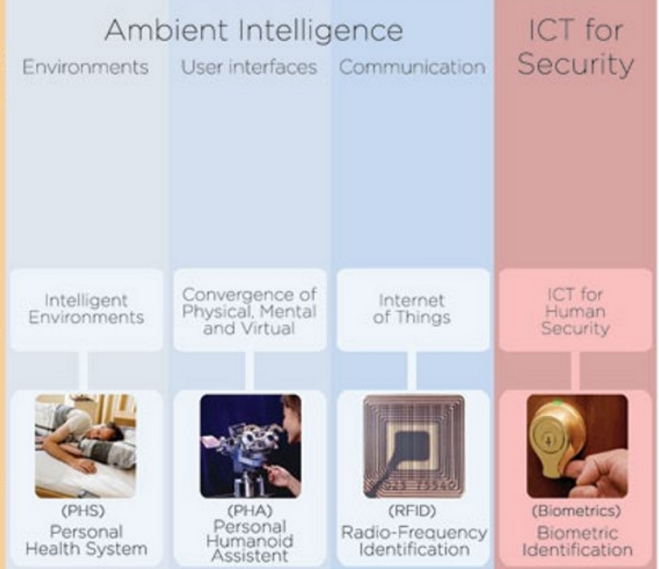 Ambient Intelligence
ICT for
Security
Environments
User interfaces
Communication
Intelligent
Environments
Convergence of
Physical, Mental
and Virtual
Internet
of Things
ICT for
Human
Security
(PHS)
Personal
Health System
(PHA)
Personal
Humanoid
Assistent
(RFID)
Radio-Frequency
Identification
(Biometrics)
Biometric
Identification